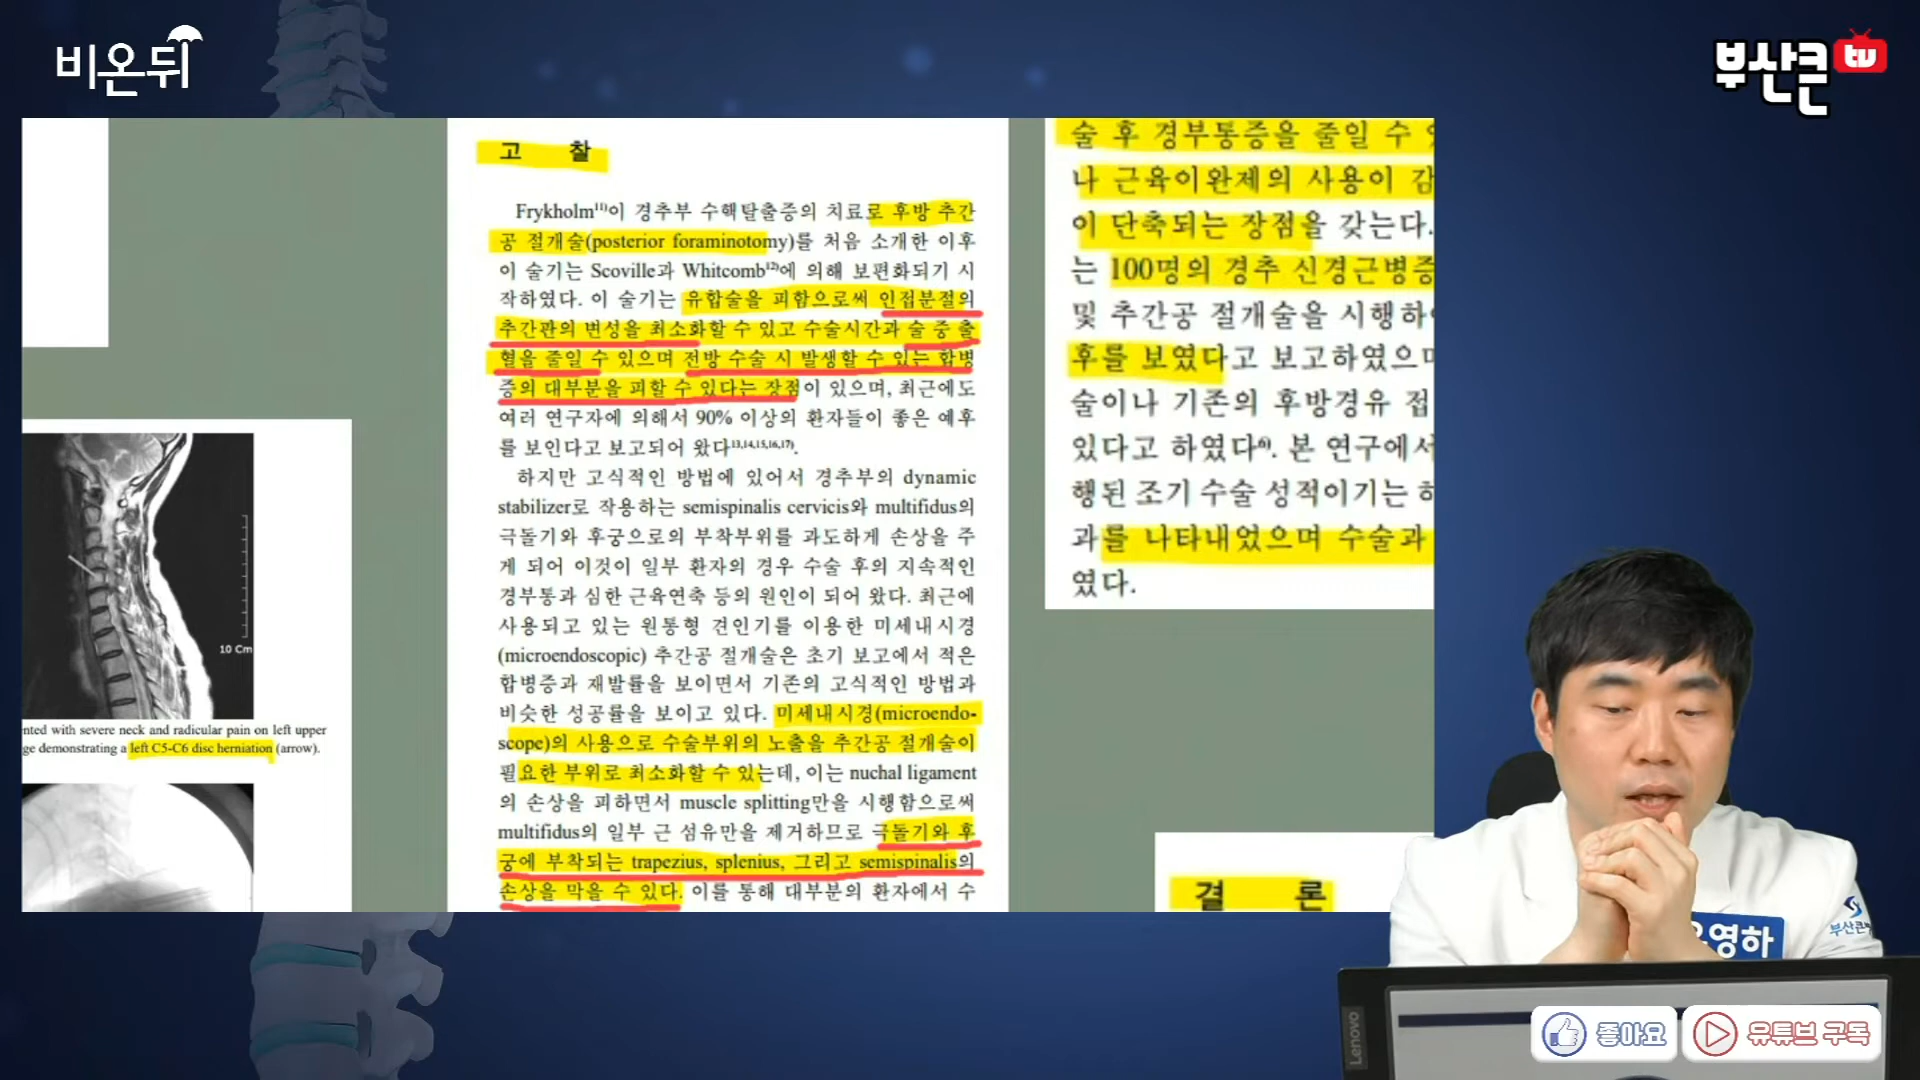 비온뒤
부산큰 tv
고 찰
Frykholm¹¹⁾이 경추부 수핵탈출증의 치료로 후방 추간
공 절개술(posterior foraminotomy)를 처음 소개한 이후
이 술기는 Scoville과 Whitcomb¹²⁾에 의해 보편화되기 시
작하였다. 이 술기는 유합술을 피함으로써 인접분절의
추간관의 변성을 최소화할 수 있고 수술시간과 술 중 출
혈을 줄일 수 있으며 전방 수술 시 발생할 수 있는 합병
증의 대부분을 피할 수 있다는 장점이 있으며, 최근에도
여러 연구자에 의해서 90% 이상의 환자들이 좋은 예후
를 보인다고 보고되어 왔다¹³,¹⁴,¹⁵,¹⁶,¹⁷⁾.
하지만 고식적인 방법에 있어서 경추부의 dynamic
stabilizer로 작용하는 semispinalis cervicis와 multifidus의
극돌기와 후궁으로의 부착부위를 과도하게 손상을 주
게 되어 이것이 일부 환자의 경우 수술 후의 지속적인
경부통과 심한 근육연축 등의 원인이 되어 왔다. 최근에
사용되고 있는 원통형 견인기를 이용한 미세내시경
(microendoscopic) 추간공 절개술은 초기 보고에서 적은
합병증과 재발률을 보이면서 기존의 고식적인 방법과
비슷한 성공률을 보이고 있다. 미세내시경(microendo-
scope)의 사용으로 수술부위의 노출을 추간공 절개술이
필요한 부위로 최소화할 수 있는데, 이는 nuchal ligament
의 손상을 피하면서 muscle splitting만을 시행함으로써
multifidus의 일부 근 섬유만을 제거하므로 극돌기와 후
궁에 부착되는 trapezius, splenius, 그리고 semispinalis의
손상을 막을 수 있다. 이를 통해 대부분의 환자에서 수
술 후 경부통증을 줄일 수
나 근육이완제의 사용이 감
이 단축되는 장점을 갖는다.
는 100명의 경추 신경근병증
및 추간공 절개술을 시행하
후를 보였다고 보고하였으며
술이나 기존의 후방경유 접
있다고 하였다⁶⁾. 본 연구에서
행된 조기 수술 성적이기는 하
과를 나타내었으며 수술과
였다.
결 론
10 Cm
nted with severe neck and radicular pain on left upper
ge demonstrating a left C5-C6 disc herniation (arrow).
영하
부산큰
Lenovo
좋아요
유튜브 구독